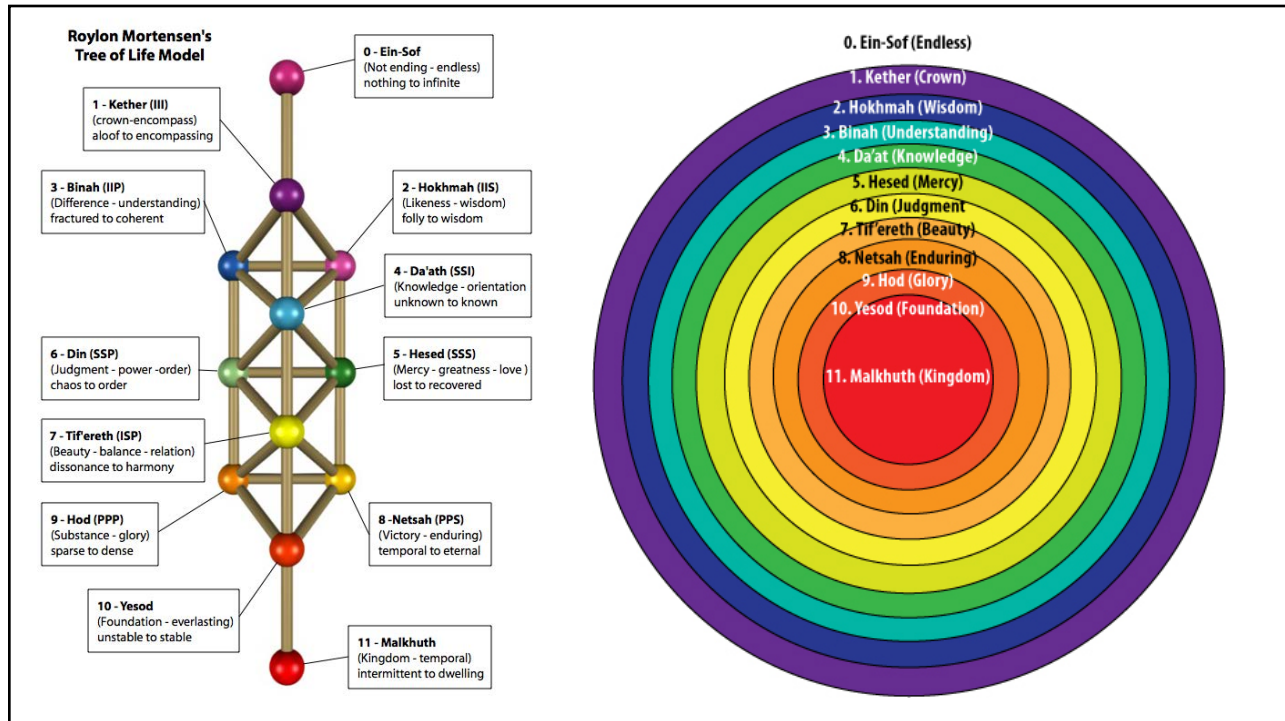 Roylon Mortensen's
Tree of Life Model
0 - Ein-Sof
(Not ending - endless)
nothing to infinite
1 - Kether (III)
(crown-encompass)
aloof to encompassing
3 - Binah (IIP)
(Difference - understanding)
fractured to coherent
2 - Hokhmah (IIS)
(Likeness - wisdom)
folly to wisdom
4 - Da'ath (SSI)
(Knowledge - orientation
unknown to known
6 - Din (SSP)
(Judgment - power -order)
chaos to order
5 - Hesed (SSS)
(Mercy - greatness - love )
lost to recovered
7 - Tif'ereth (ISP)
(Beauty - balance - relation)
dissonance to harmony
9 - Hod (PPP)
(Substance - glory)
sparse to dense
8 -Netsah (PPS)
(Victory - enduring)
temporal to eternal
10 - Yesod
(Foundation - everlasting)
unstable to stable
11 - Malkhuth
(Kingdom - temporal)
intermittent to dwelling
0. Ein-Sof (Endless)
1. Kether (Crown)
2. Hokhmah (Wisdom)
3. Binah (Understanding)
4. Da'at (Knowledge)
5. Hesed (Mercy)
6. Din (Judgment
7. Tif'ereth (Beauty)
8. Netsah (Enduring)
9. Hod (Glory)
10. Yesod (Foundation)
11. Malkhuth (Kingdom)